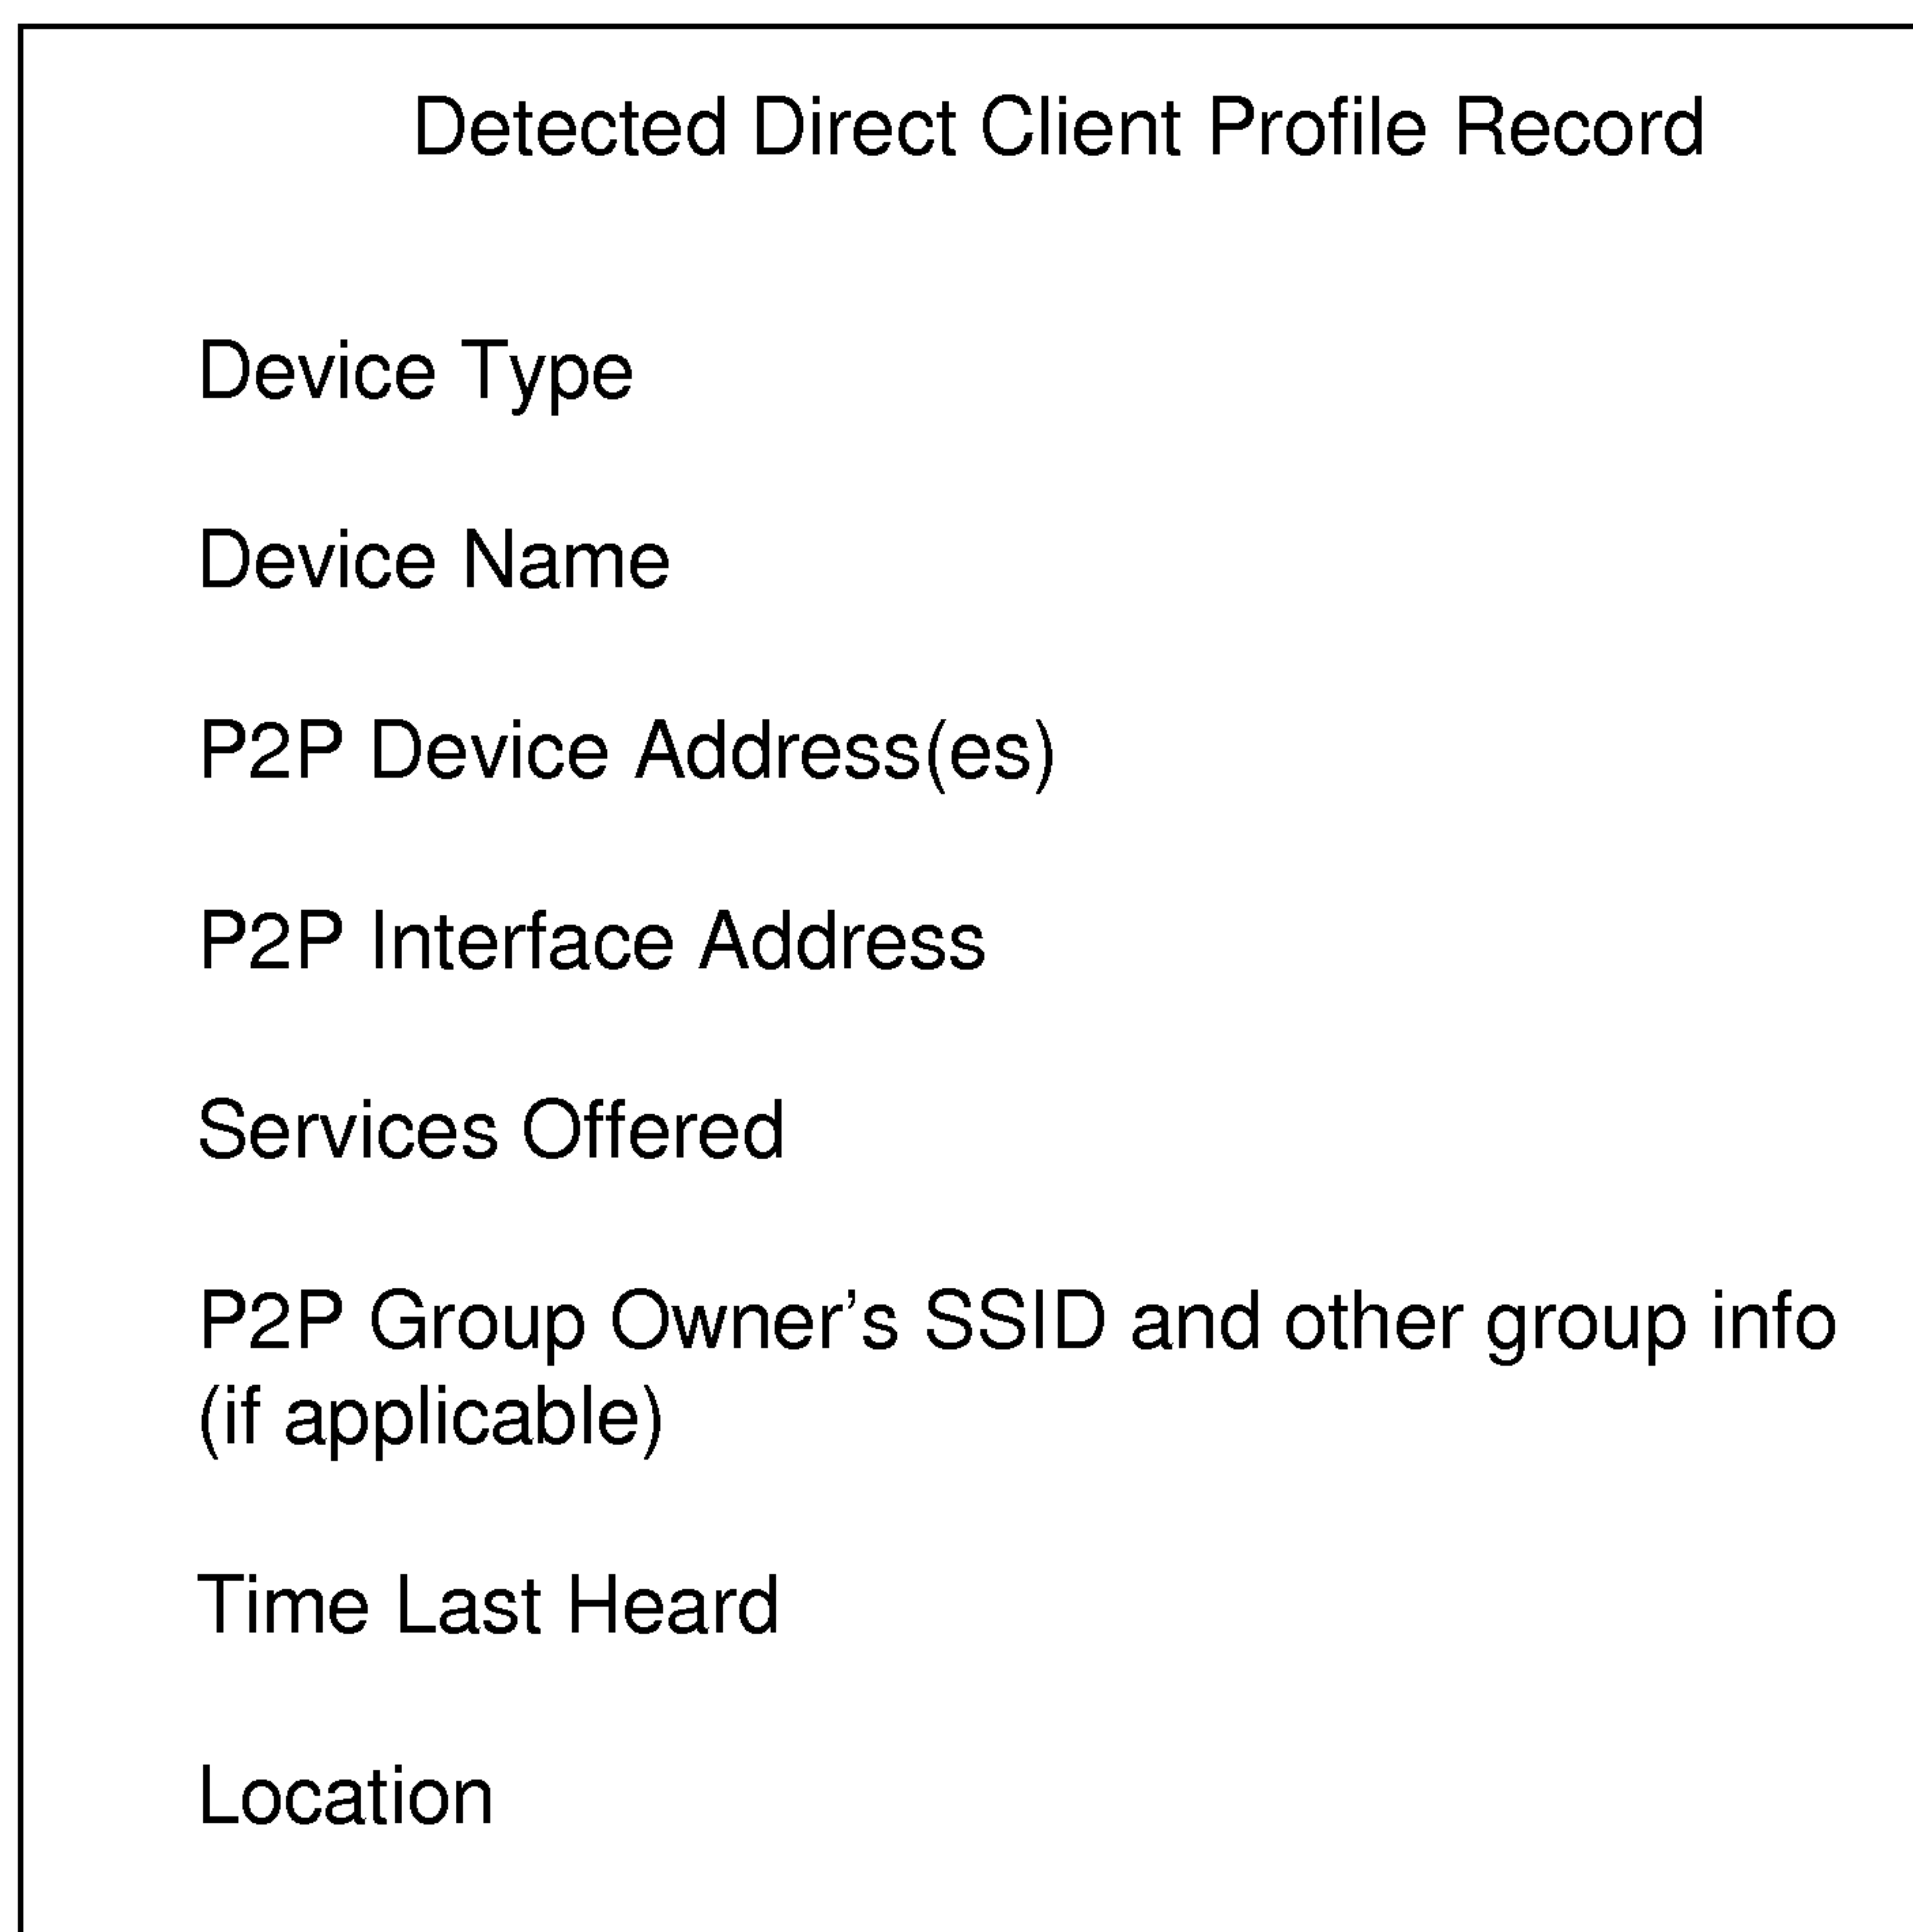 Detected Direct Client Profile Record
Device Type
Device Name
P2P Device Address(es)
P2P Interface Address
Services Offered
P2P Group Owner’s SSID and other group info
(if applicable)
Time Last Heard
Location